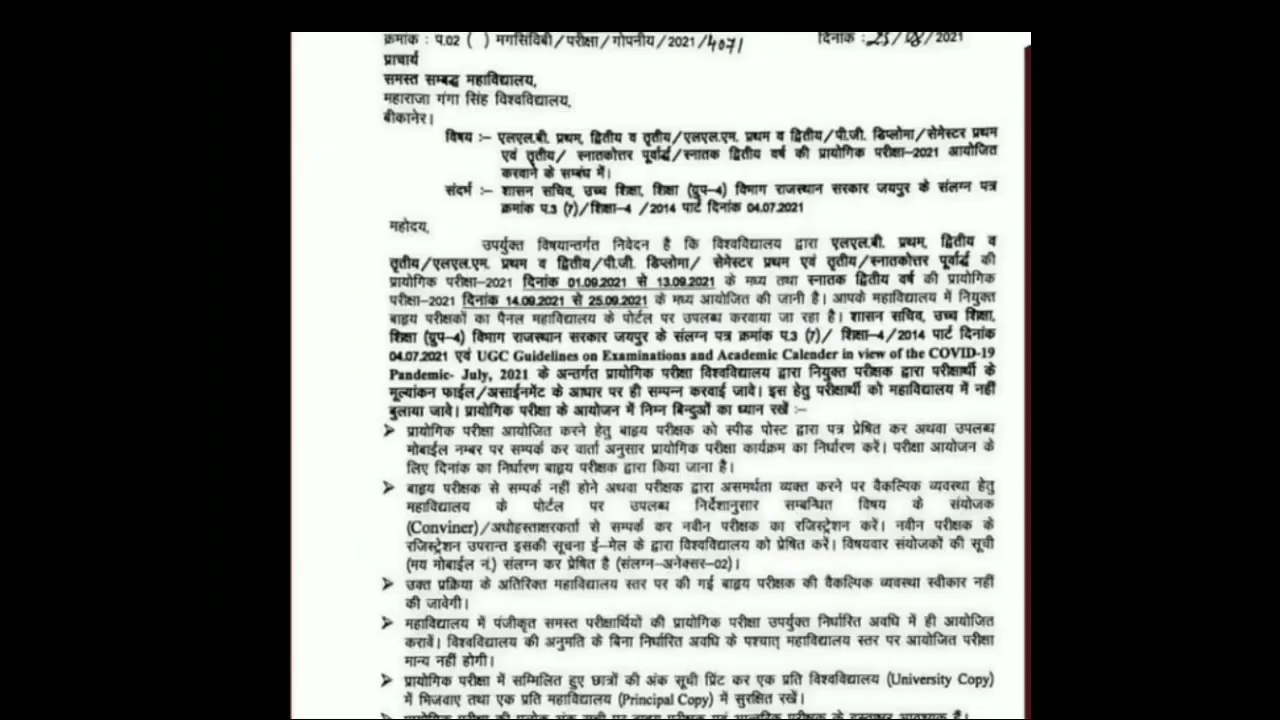 क्रमांक : प.02 ( ) मगसिविबी/परीक्षा/गोपनीय/2021/4071 दिनांक : 25/08/2021
प्राचार्य
समस्त सम्बद्ध महाविद्यालय,
महाराजा गंगा सिंह विश्वविद्यालय,
बीकानेर।
विषय :– एलएल.बी. प्रथम, द्वितीय व तृतीय/एलएल.एम. प्रथम व द्वितीय/पी.जी. डिप्लोमा/सेमेस्टर प्रथम
एवं तृतीय/ स्नातकोत्तर पूर्वार्द्ध/स्नातक द्वितीय वर्ष की प्रायोगिक परीक्षा–2021 आयोजित
करवाने के सम्बंध में।
संदर्भ :– शासन सचिव, उच्च शिक्षा, शिक्षा (ग्रुप–4) विभाग राजस्थान सरकार जयपुर के संलग्न पत्र
क्रमांक प.3 (7)/शिक्षा–4 /2014 पार्ट दिनांक 04.07.2021
महोदय,
उपर्युक्त विषयान्तर्गत निवेदन है कि विश्वविद्यालय द्वारा एलएल.बी. प्रथम, द्वितीय व
तृतीय/एलएल.एम. प्रथम व द्वितीय/पी.जी. डिप्लोमा/ सेमेस्टर प्रथम एवं तृतीय/स्नातकोत्तर पूर्वार्द्ध की
प्रायोगिक परीक्षा–2021 दिनांक 01.09.2021 से 13.09.2021 के मध्य तथा स्नातक द्वितीय वर्ष की प्रायोगिक
परीक्षा–2021 दिनांक 14.09.2021 से 25.09.2021 के मध्य आयोजित की जानी है। आपके महाविद्यालय में नियुक्त
बाह्य परीक्षकों का पैनल महाविद्यालय के पोर्टल पर उपलब्ध करवाया जा रहा है। शासन सचिव, उच्च शिक्षा,
शिक्षा (ग्रुप–4) विभाग राजस्थान सरकार जयपुर के संलग्न पत्र क्रमांक प.3 (7)/ शिक्षा–4/2014 पार्ट दिनांक
04.07.2021 एवं UGC Guidelines on Examinations and Academic Calender in view of the COVID-19
Pandemic- July, 2021 के अन्तर्गत प्रायोगिक परीक्षा विश्वविद्यालय द्वारा नियुक्त परीक्षक द्वारा परीक्षार्थी के
मूल्यांकन फाईल/असाईनमेंट के आधार पर ही सम्पन्न करवाई जावे। इस हेतु परीक्षार्थी को महाविद्यालय में नहीं
बुलाया जावे। प्रायोगिक परीक्षा के आयोजन में निम्न बिन्दुओं का ध्यान रखें :–
➤ प्रायोगिक परीक्षा आयोजित करने हेतु बाह्य परीक्षक को स्पीड पोस्ट द्वारा पत्र प्रेषित कर अथवा उपलब्ध
मोबाईल नम्बर पर सम्पर्क कर वार्ता अनुसार प्रायोगिक परीक्षा कार्यक्रम का निर्धारण करें। परीक्षा आयोजन के
लिए दिनांक का निर्धारण बाह्य परीक्षक द्वारा किया जाना है।
➤ बाह्य परीक्षक से सम्पर्क नहीं होने अथवा परीक्षक द्वारा असमर्थता व्यक्त करने पर वैकल्पिक व्यवस्था हेतु
महाविद्यालय के पोर्टल पर उपलब्ध निर्देशानुसार सम्बन्धित विषय के संयोजक
(Conviner)/अधोहस्ताक्षरकर्ता से सम्पर्क कर नवीन परीक्षक का रजिस्ट्रेशन करें। नवीन परीक्षक के
रजिस्ट्रेशन उपरान्त इसकी सूचना ई–मेल के द्वारा विश्वविद्यालय को प्रेषित करें। विषयवार संयोजकों की सूची
(मय मोबाईल नं.) संलग्न कर प्रेषित है (संलग्न–अनेक्सर–02)।
➤ उक्त प्रक्रिया के अतिरिक्त महाविद्यालय स्तर पर की गई बाह्य परीक्षक की वैकल्पिक व्यवस्था स्वीकार नहीं
की जावेगी।
➤ महाविद्यालय में पंजीकृत समस्त परीक्षार्थियों की प्रायोगिक परीक्षा उपर्युक्त निर्धारित अवधि में ही आयोजित
करावें। विश्वविद्यालय की अनुमति के बिना निर्धारित अवधि के पश्चात् महाविद्यालय स्तर पर आयोजित परीक्षा
मान्य नहीं होगी।
➤ प्रायोगिक परीक्षा में सम्मिलित हुए छात्रों की अंक सूची प्रिंट कर एक प्रति विश्वविद्यालय (University Copy)
में भिजवाए तथा एक प्रति महाविद्यालय (Principal Copy) में सुरक्षित रखें।